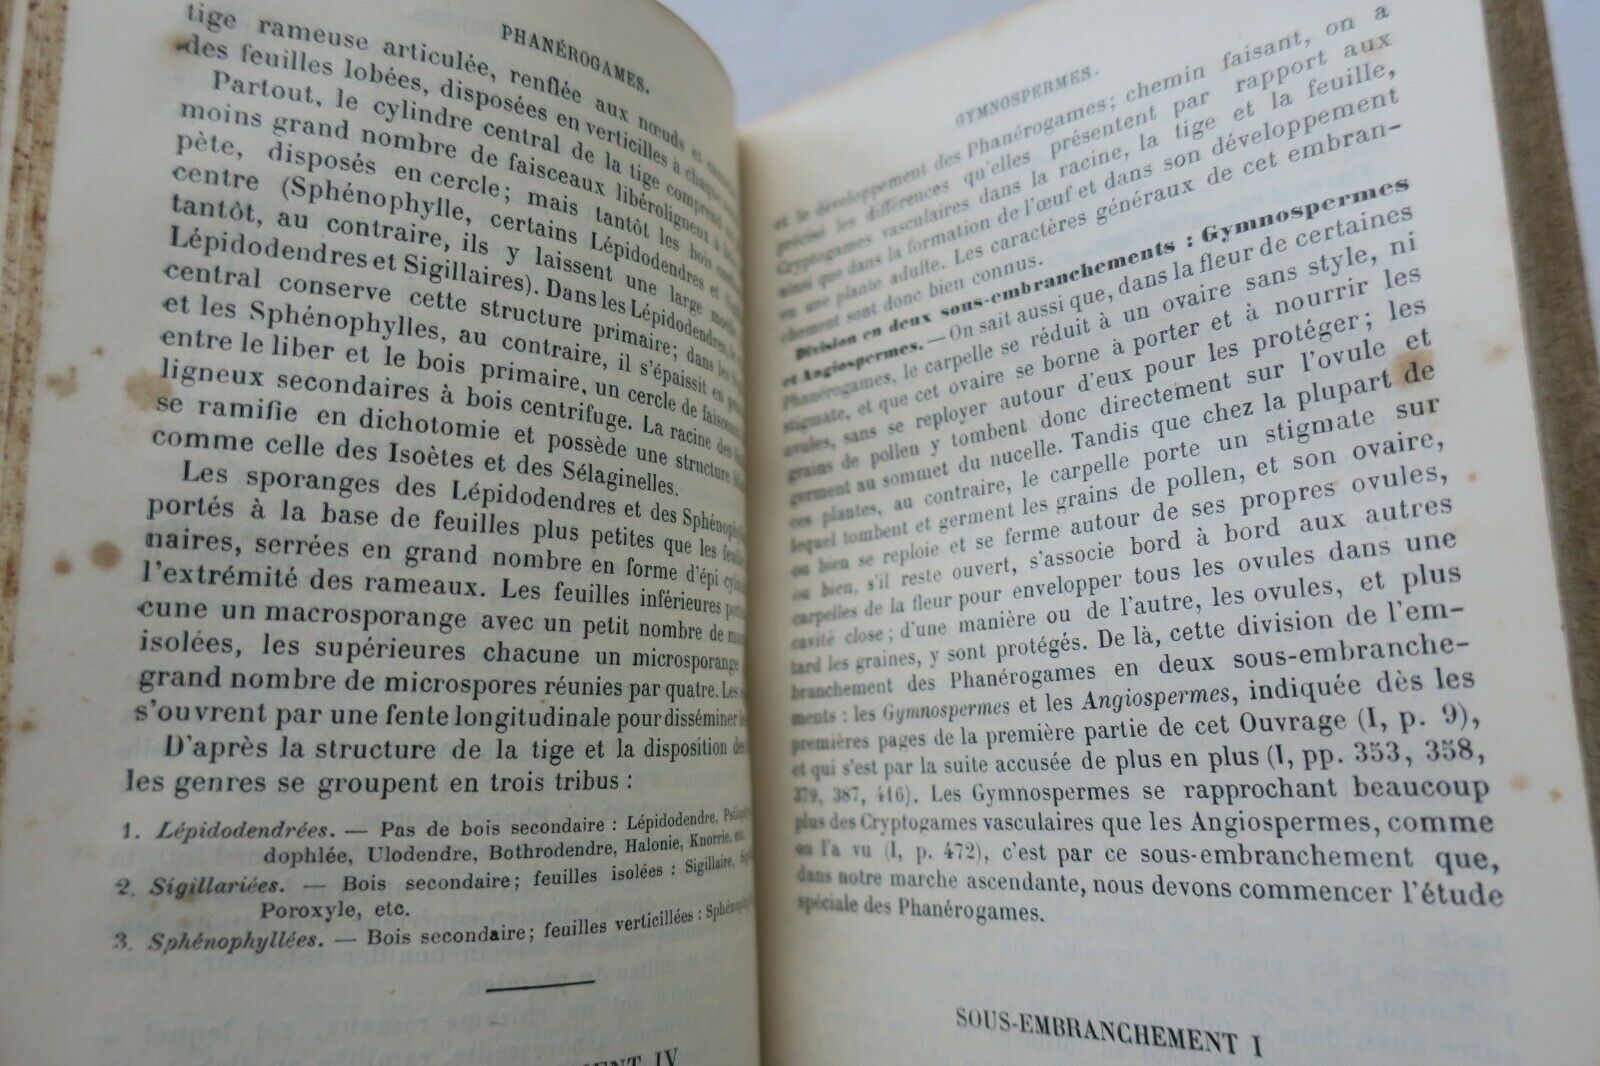 PHANÉROGAMES.
tige rameuse articulée, renflée aux nœuds et
des feuilles lobées, disposées en verticilles à chaque
Partout, le cylindre central de la tige comprend
moins grand nombre de faisceaux libéroligneux à
pète, disposés en cercle; mais tantôt les bois
centre (Sphénophylle, certains Lépidodendres et
tantôt, au contraire, ils y laissent une large moelle
Lépidodendres et Sigillaires). Dans les Lépidodendres,
central conserve cette structure primaire; dans les
et les Sphénophylles, au contraire, il s'épaissit en
entre le liber et le bois primaire, un cercle de
ligneux secondaires à bois centrifuge. La racine des
se ramifie en dichotomie et possède une structure
comme celle des Isoètes et des Sélaginelles.
Les sporanges des Lépidodendres et des
portés à la base de feuilles plus petites que les
naires, serrées en grand nombre en forme d'épi
l'extrémité des rameaux. Les feuilles inférieures
cune un macrosporange avec un petit nombre de
isolées, les supérieures chacune un microsporange
grand nombre de microspores réunies par quatre. Les
s'ouvrent par une fente longitudinale pour disséminer
D'après la structure de la tige et la disposition des
les genres se groupent en trois tribus :
1. Lépidodendrées. — Pas de bois secondaire : Lépidodendre,
dophlée, Ulodendre, Bothrodendre, Halonie, Knorrie, etc.
2. Sigillariées. — Bois secondaire; feuilles isolées : Sigillaire,
Poroxyle, etc.
3. Sphénophyllées. — Bois secondaire; feuilles verticillées :
IV
GYMNOSPERMES.
et le développement des Phanérogames; chemin faisant, on a
précisé les différences qu'elles présentent par rapport aux
Cryptogames vasculaires dans la racine, la tige et la feuille,
ainsi que dans la formation de l'œuf et dans son développement
en une plante adulte. Les caractères généraux de cet embran-
chement sont donc bien connus.
Division en deux sous-embranchements : Gymnospermes
et Angiospermes. — On sait aussi que, dans la fleur de certaines
Phanérogames, le carpelle se réduit à un ovaire sans style, ni
stigmate, et que cet ovaire se borne à porter et à nourrir les
ovules, sans se reployer autour d'eux pour les protéger; les
grains de pollen y tombent donc directement sur l'ovule et
germent au sommet du nucelle. Tandis que chez la plupart de
ces plantes, au contraire, le carpelle porte un stigmate sur
lequel tombent et germent les grains de pollen, et son ovaire,
ou bien se reploie et se ferme autour de ses propres ovules,
ou bien, s'il reste ouvert, s'associe bord à bord aux autres
carpelles de la fleur pour envelopper tous les ovules dans une
cavité close; d'une manière ou de l'autre, les ovules, et plus
tard les graines, y sont protégés. De là, cette division de l'em-
branchement des Phanérogames en deux sous-embranche-
ments : les Gymnospermes et les Angiospermes, indiquée dès les
premières pages de la première partie de cet Ouvrage (I, p. 9),
et qui s'est par la suite accusée de plus en plus (I, pp. 353, 358,
379, 387, 416). Les Gymnospermes se rapprochant beaucoup
plus des Cryptogames vasculaires que les Angiospermes, comme
on l'a vu (I, p. 472), c'est par ce sous-embranchement que,
dans notre marche ascendante, nous devons commencer l'étude
spéciale des Phanérogames.
SOUS-EMBRANCHEMENT I